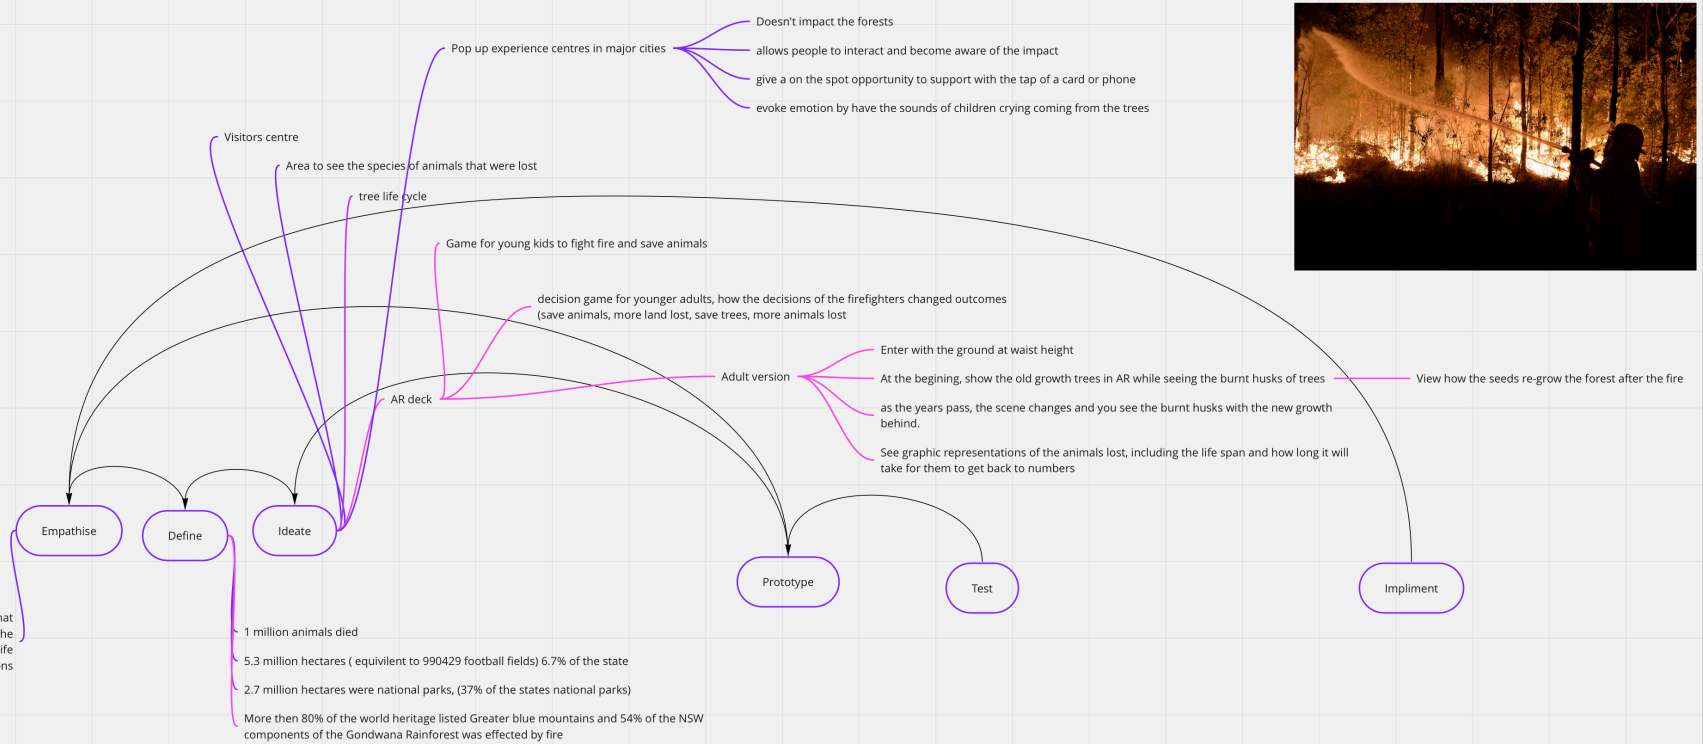 Doesn't impact the forests
Pop up experience centres in major cities
allows people to interact and become aware of the impact
give a on the spot opportunity to support with the tap of a card or phone
evoke emotion by have the sounds of children crying coming from the trees
Visitors centre
Area to see the species of animals that were lost
tree life cycle
Game for young kids to fight fire and save animals
decision game for younger adults, how the decisions of the firefighters changed outcomes
(save animals, more land lost, save trees, more animals lost
Enter with the ground at waist height
Adult version
At the begining, show the old growth trees in AR while seeing the burnt husks of trees
View how the seeds re-grow the forest after the fire
AR deck
as the years pass, the scene changes and you see the burnt husks with the new growth
behind.
See graphic representations of the animals lost, including the life span and how long it will
take for them to get back to numbers
Empathise
Define
Ideate
Prototype
Test
Impliment
1 million animals died
5.3 million hectares ( equivilent to 990429 football fields) 6.7% of the state
2.7 million hectares were national parks, (37% of the states national parks)
More then 80% of the world heritage listed Greater blue mountains and 54% of the NSW
components of the Gondwana Rainforest was effected by fire